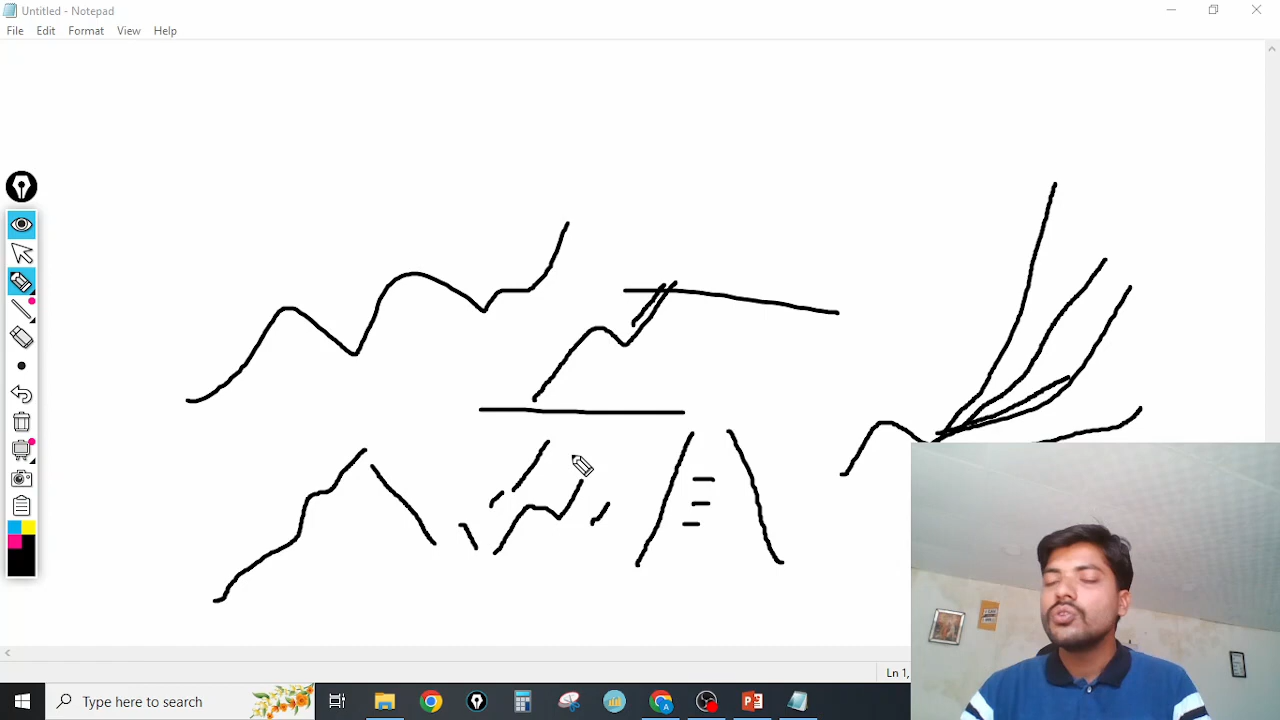 Untitled - Notepad
File Edit Format View Help
Ln 1,
Type here to search